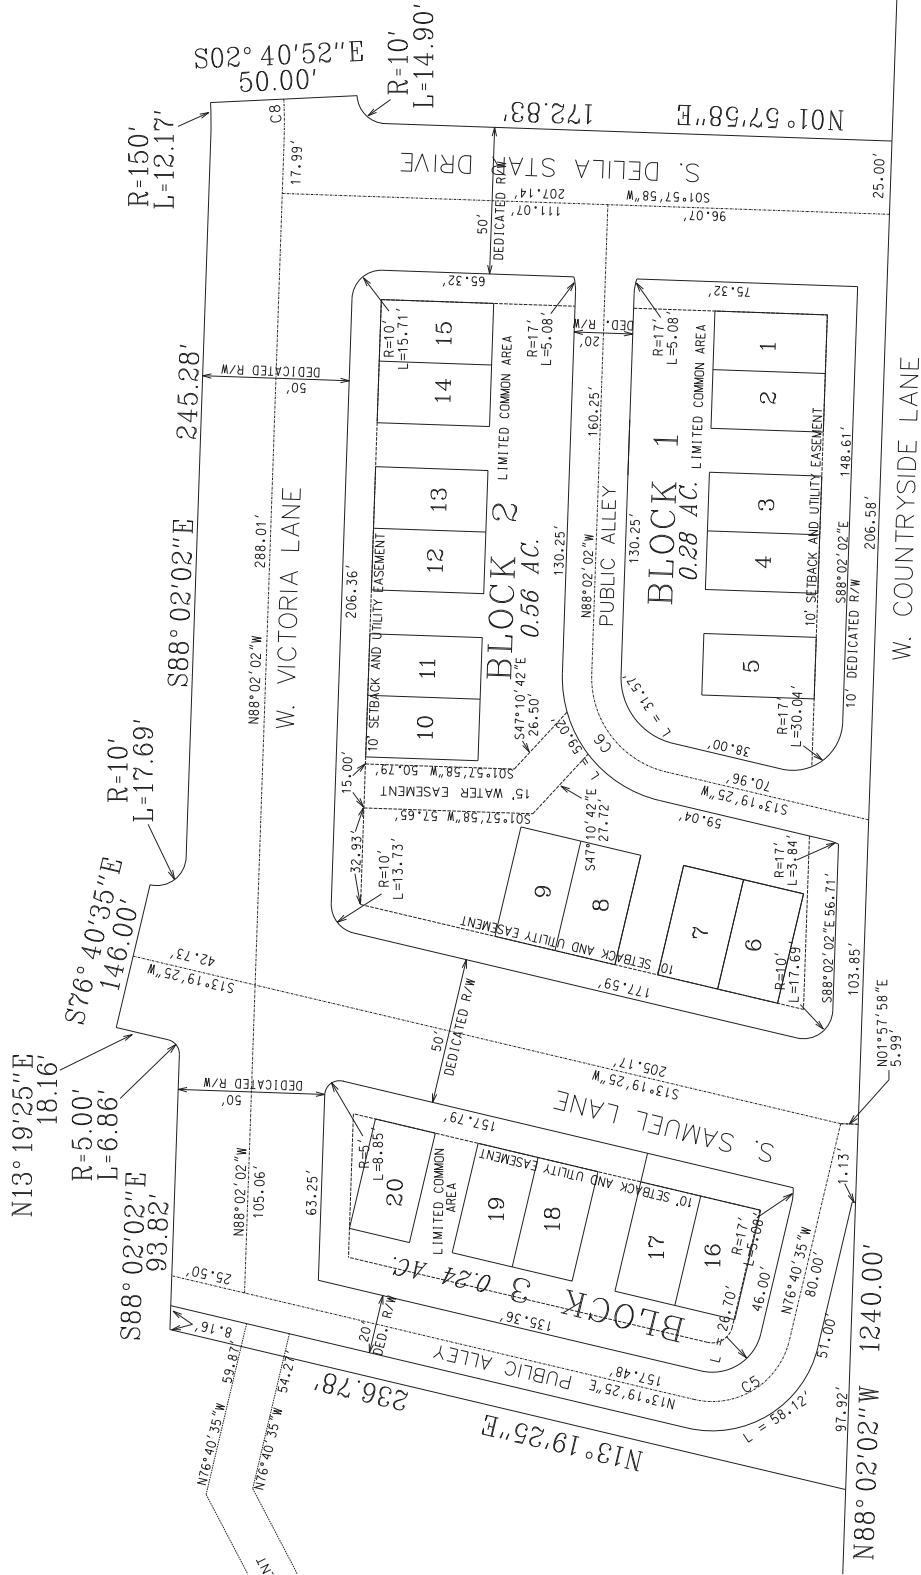 S02° 40'52"E
50.00'
R=10'
L=14.90'
R=150'
L=12.17'
C8
17.99'
N01°57'58"E
172.83'
S. DELILA STAR DRIVE
S01°57'58"W
207.14'
111.07'
96.07'
25.00'
50'
DEDICATED R/W
S88° 02'02"E
245.28'
DEDICATED R/W
50'
65.32'
R=10'
L=15.71'
15
14
13
12
11
10
LIMITED COMMON AREA
R=17'
L=5.08'
20'
DED. R/W
R=17'
L=5.08'
75.32'
1
2
3
4
5
LIMITED COMMON AREA
BLOCK 1
0.28 AC.
10' SETBACK AND UTILITY EASEMENT
148.61'
S88°02'02"E
10' DEDICATED R/W
206.58'
W. COUNTRYSIDE LANE
160.25'
N88°02'02"W
PUBLIC ALLEY
130.25'
130.25'
BLOCK 2
0.56 AC.
288.01'
N88°02'02"W
W. VICTORIA LANE
206.36'
10' SETBACK AND UTILITY EASEMENT
S47°10'42"E
26.50'
L = 59.02'
C6
L = 31.57'
38.00'
R=17'
L=30.04'
70.96'
S13°19'25"W
59.04'
S01°57'58"W 50.79'
15' WATER EASEMENT
S01°57'58"W 57.65'
15.00'
32.93'
S47°10'42"E
27.72'
R=10'
L=17.69'
R=10'
L=13.73'
9
8
7
6
10' SETBACK AND UTILITY EASEMENT
R=17'
L=3.84'
R=10'
L=17.69'
S88°02'02"E 56.71'
103.85'
S76° 40'35"E
146.00'
42.73'
S13°19'25"W
177.59'
50'
DEDICATED R/W
205.17'
S13°19'25"W
S. SAMUEL LANE
N01°57'58"E
5.99'
N13°19'25"E
18.16'
R=5.00'
L=6.86'
DEDICATED R/W
50'
S88° 02'02"E
93.82'
N88°02'02"W
105.06'
63.25'
25.50'
157.79'
R=5'
L=8.85
20
LIMITED COMMON
AREA
19
18
17
16
10' SETBACK AND UTILITY EASEMENT
R=17'
L=5.08'
1.13'
BLOCK 3
0.24 AC.
135.36'
L = 26.70'
46.00'
N76°40'35"W
80.00'
51.00'
20'
DED. R/W
PUBLIC ALLEY
157.48'
N13°19'25"E
C5
L = 58.12'
97.92'
8.16'
N76°40'35"W
59.87'
N76°40'35"W
54.27
236.78'
N13°19'25"E
N88° 02'02"W
1240.00'